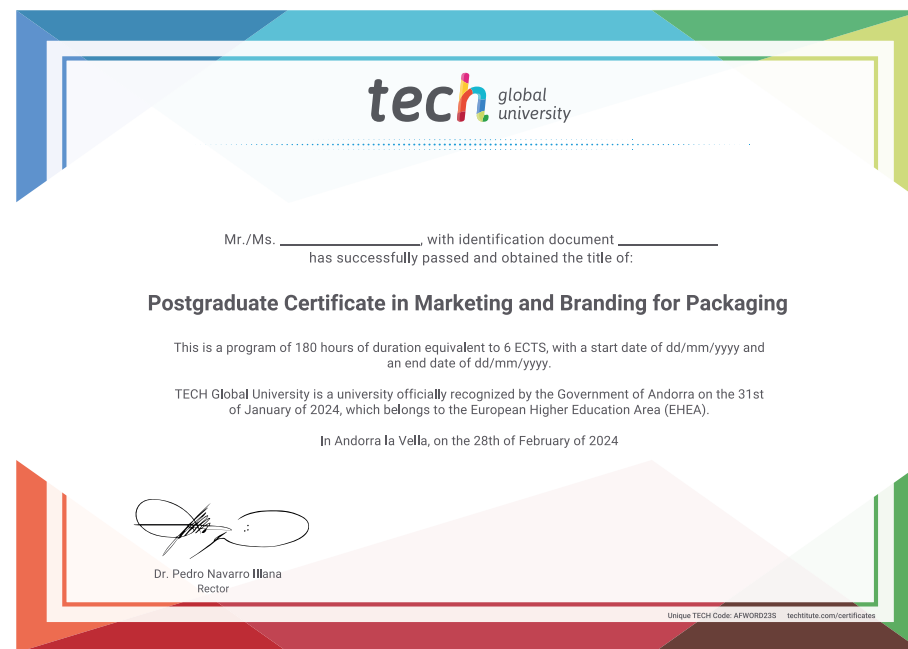 tech global university
Mr./Ms. ____________, with identification document ____________
has successfully passed and obtained the title of:
Postgraduate Certificate in Marketing and Branding for Packaging
This is a program of 180 hours of duration equivalent to 6 ECTS, with a start date of dd/mm/yyyy and
an end date of dd/mm/yyyy.
TECH Global University is a university officially recognized by the Government of Andorra on the 31st
of January of 2024, which belongs to the European Higher Education Area (EHEA).
In Andorra la Vella, on the 28th of February of 2024
Dr. Pedro Navarro Illana
Rector
Unique TECH Code: AFWORD23S techtitute.com/certificates